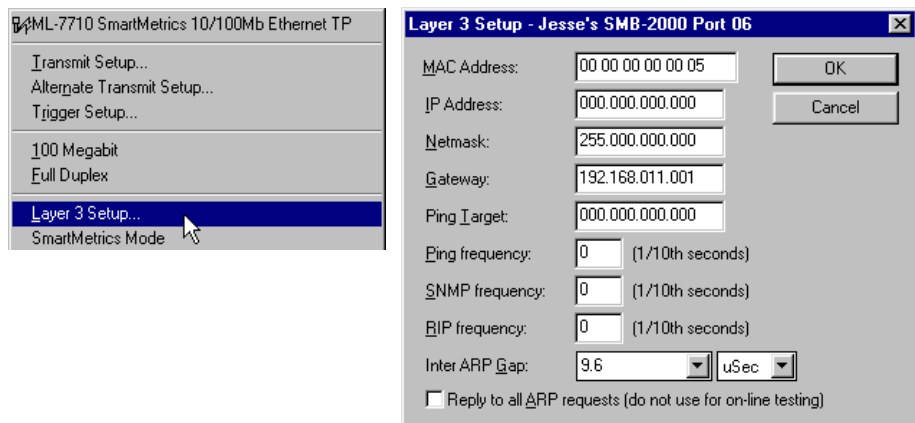 ML-7710 SmartMetrics 10/100Mb Ethernet TP
Transmit Setup...
Alternate Transmit Setup...
Trigger Setup...
100 Megabit
Full Duplex
Layer 3 Setup...
SmartMetrics Mode
Layer 3 Setup - Jesse's SMB-2000 Port 06
MAC Address: 00 00 00 00 00 05
OK
IP Address: 000.000.000.000
Cancel
Netmask: 255.000.000.000
Gateway: 192.168.011.001
Ping Target: 000.000.000.000
Ping frequency: 0 (1/10th seconds)
SNMP frequency: 0 (1/10th seconds)
RIP frequency: 0 (1/10th seconds)
Inter ARP Gap: 9.6 uSec
Reply to all ARP requests (do not use for on-line testing)